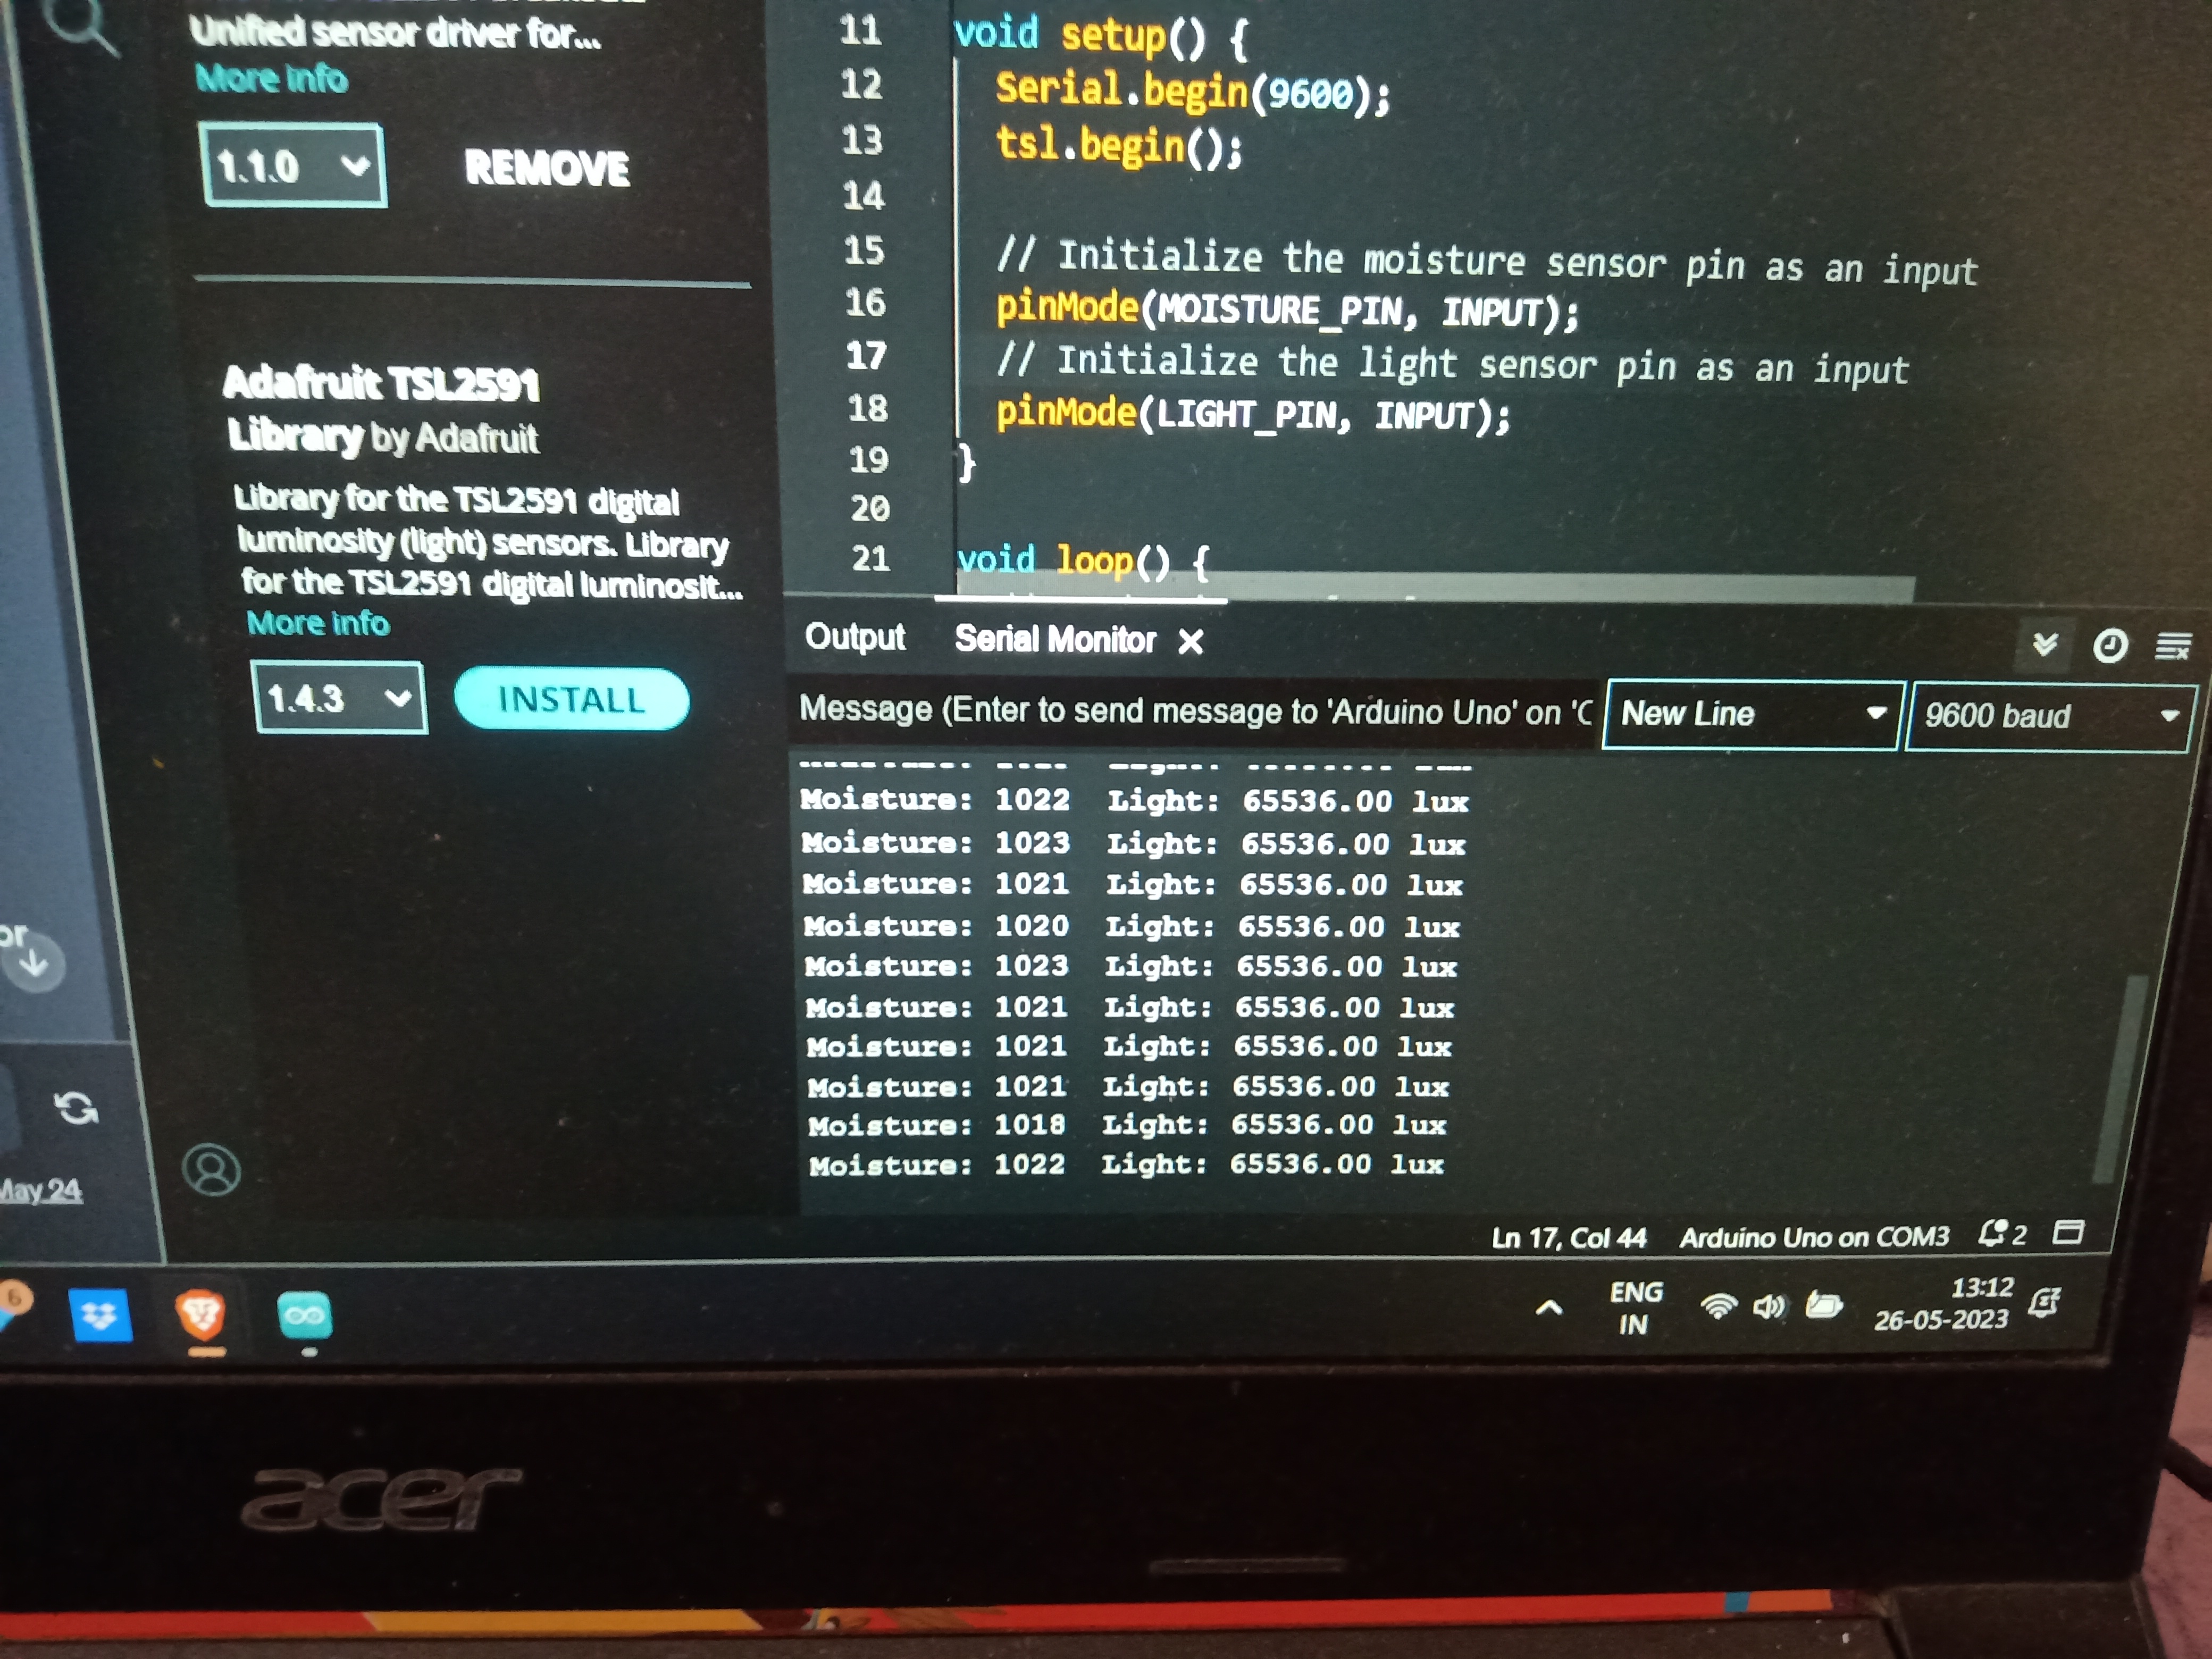 Unified sensor driver for...
More info
1.1.0
REMOVE
Adafruit TSL2591
Library by Adafruit
Library for the TSL2591 digital
luminosity (light) sensors. Library
for the TSL2591 digital luminosit...
More info
1.4.3
INSTALL
11 void setup() {
12 Serial.begin(9600);
13 tsl.begin();
14
15 // Initialize the moisture sensor pin as an input
16 pinMode(MOISTURE_PIN, INPUT);
17 // Initialize the light sensor pin as an input
18 pinMode(LIGHT_PIN, INPUT);
19 }
20
21 void loop() {
Output Serial Monitor
Message (Enter to send message to 'Arduino Uno' on 'C
New Line
9600 baud
Moisture: 1022 Light: 65536.00 lux
Moisture: 1023 Light: 65536.00 lux
Moisture: 1021 Light: 65536.00 lux
Moisture: 1020 Light: 65536.00 lux
Moisture: 1023 Light: 65536.00 lux
Moisture: 1021 Light: 65536.00 lux
Moisture: 1021 Light: 65536.00 lux
Moisture: 1021 Light: 65536.00 lux
Moisture: 1018 Light: 65536.00 lux
Moisture: 1022 Light: 65536.00 lux
or
May 24
Ln 17, Col 44 Arduino Uno on COM3 2
6
ENG
IN
13:12
26-05-2023
acer